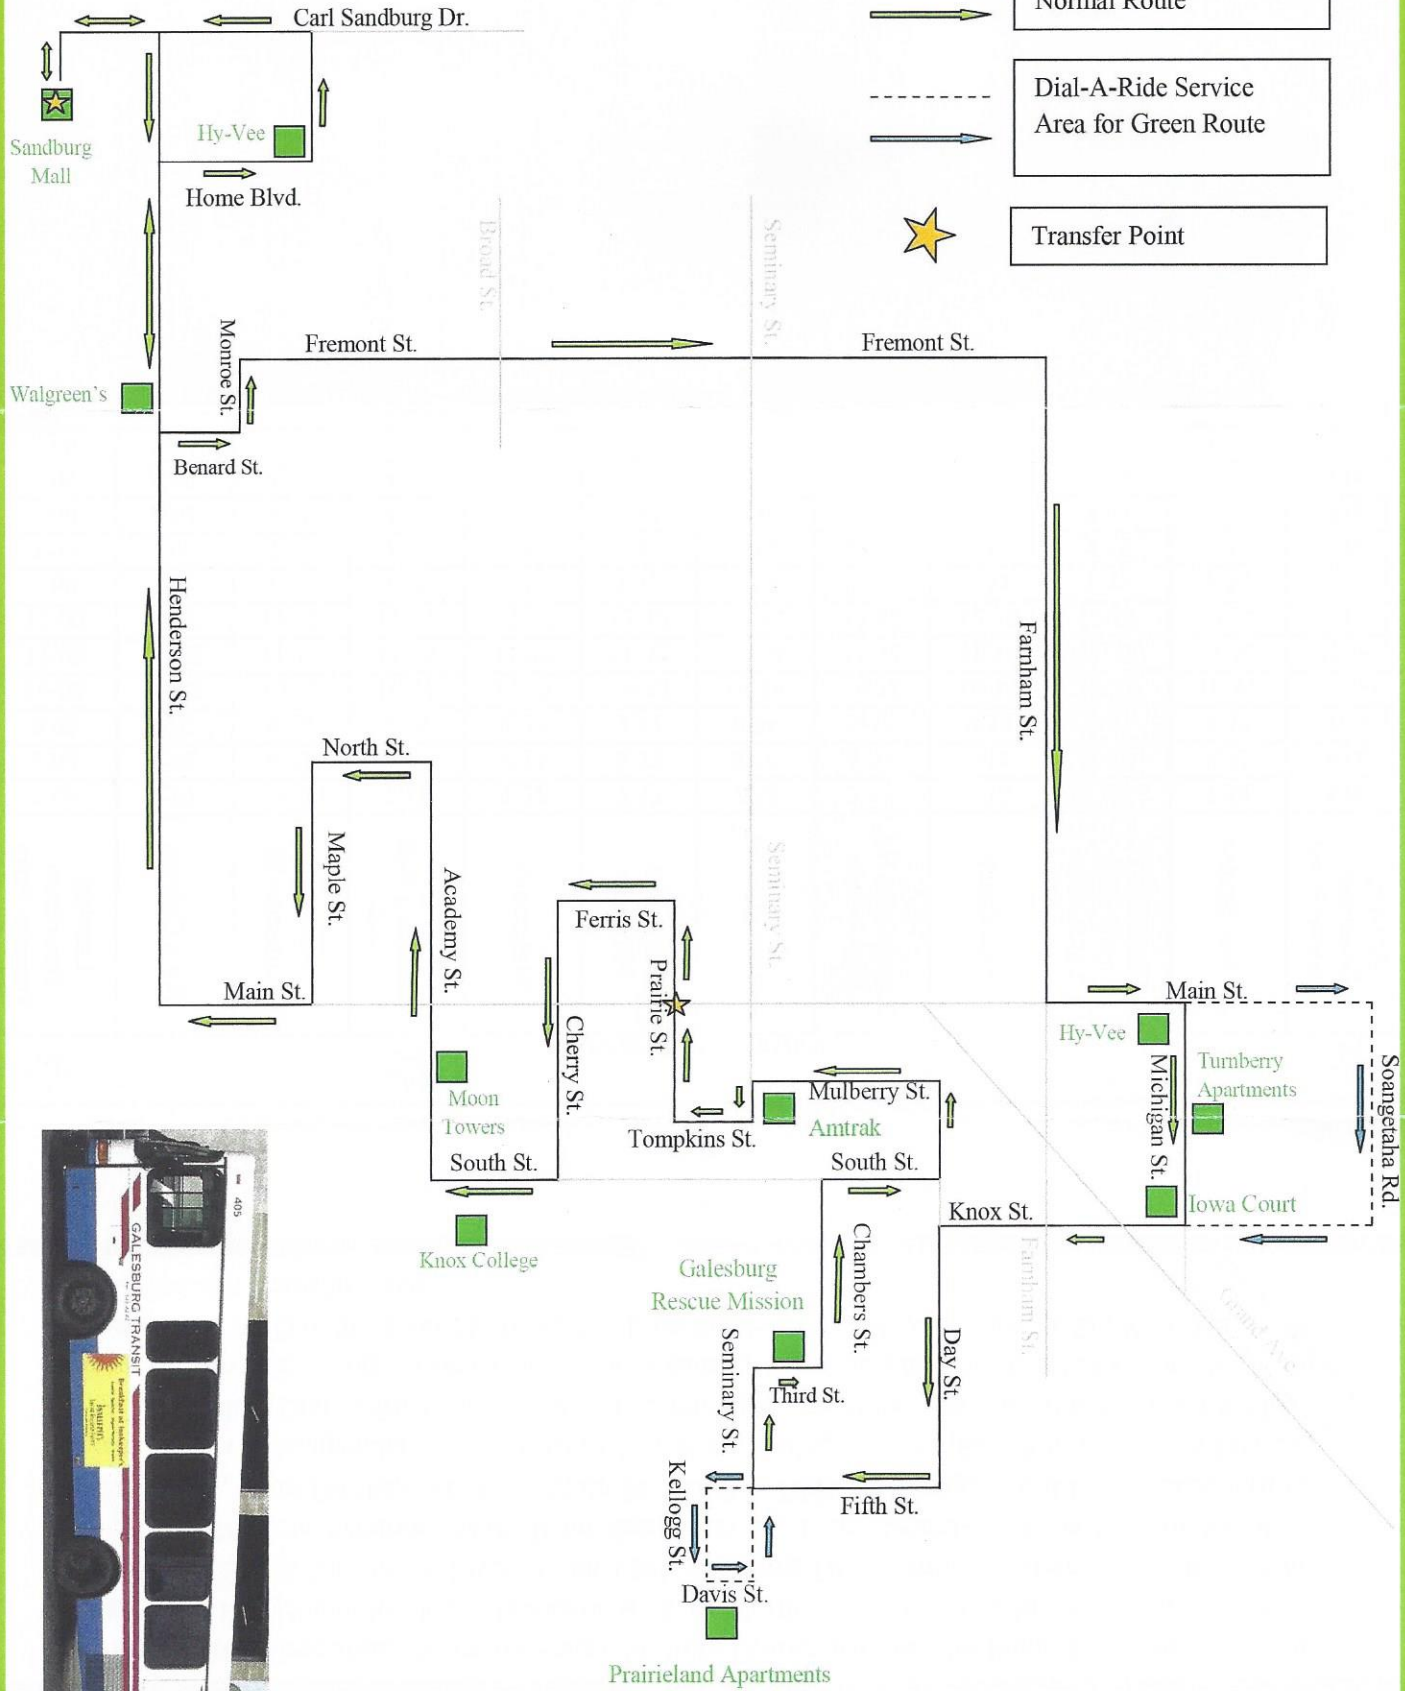 Carl Sandburg Dr.
Normal Route
Dial-A-Ride Service
Area for Green Route
Transfer Point
Sandburg
Mall
Hy-Vee
Home Blvd.
Broad St.
Seminary St.
Monroe St.
Fremont St.
Fremont St.
Walgreen's
Benard St.
Henderson St.
Farnham St.
North St.
Maple St.
Academy St.
Seminary St.
Ferris St.
Prairie St.
Main St.
Cherry St.
Main St.
Hy-Vee
Michigan St.
Turnberry
Apartments
Soangetaha Rd.
Moon
Towers
Mulberry St.
Amtrak
Tompkins St.
South St.
South St.
Knox St.
Iowa Court
Knox College
Galesburg
Rescue Mission
Chambers St.
Farnham St.
Grand Ave
Seminary St.
Third St.
Day St.
Kellogg St.
Fifth St.
Davis St.
Prairieland Apartments
405
GALESBURG TRANSIT